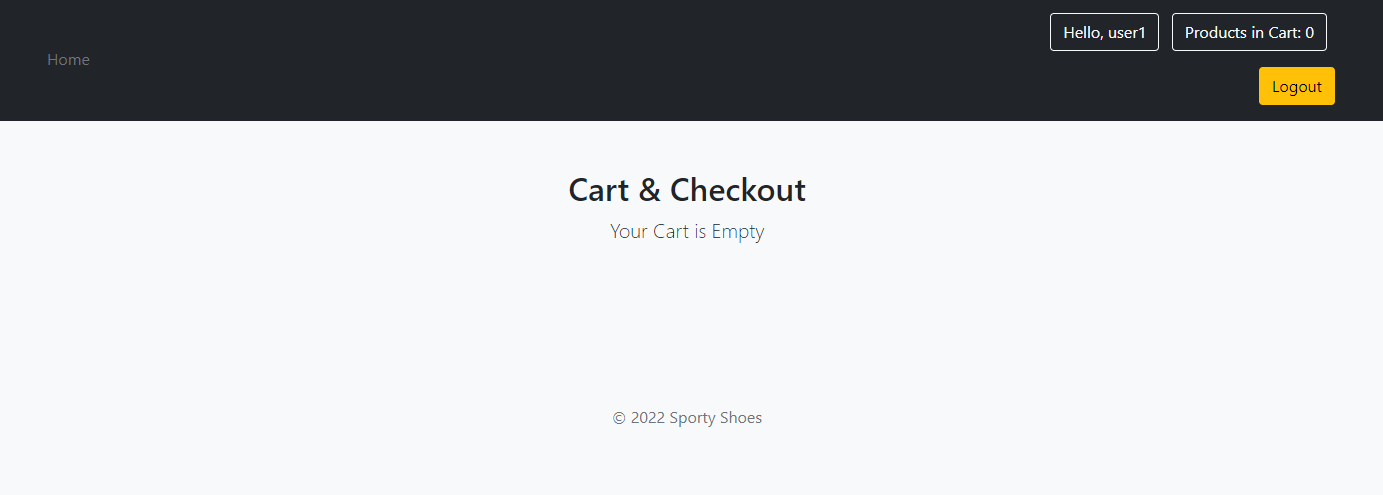 Home
Hello, user1
Products in Cart: 0
Logout
Cart & Checkout
Your Cart is Empty
© 2022 Sporty Shoes